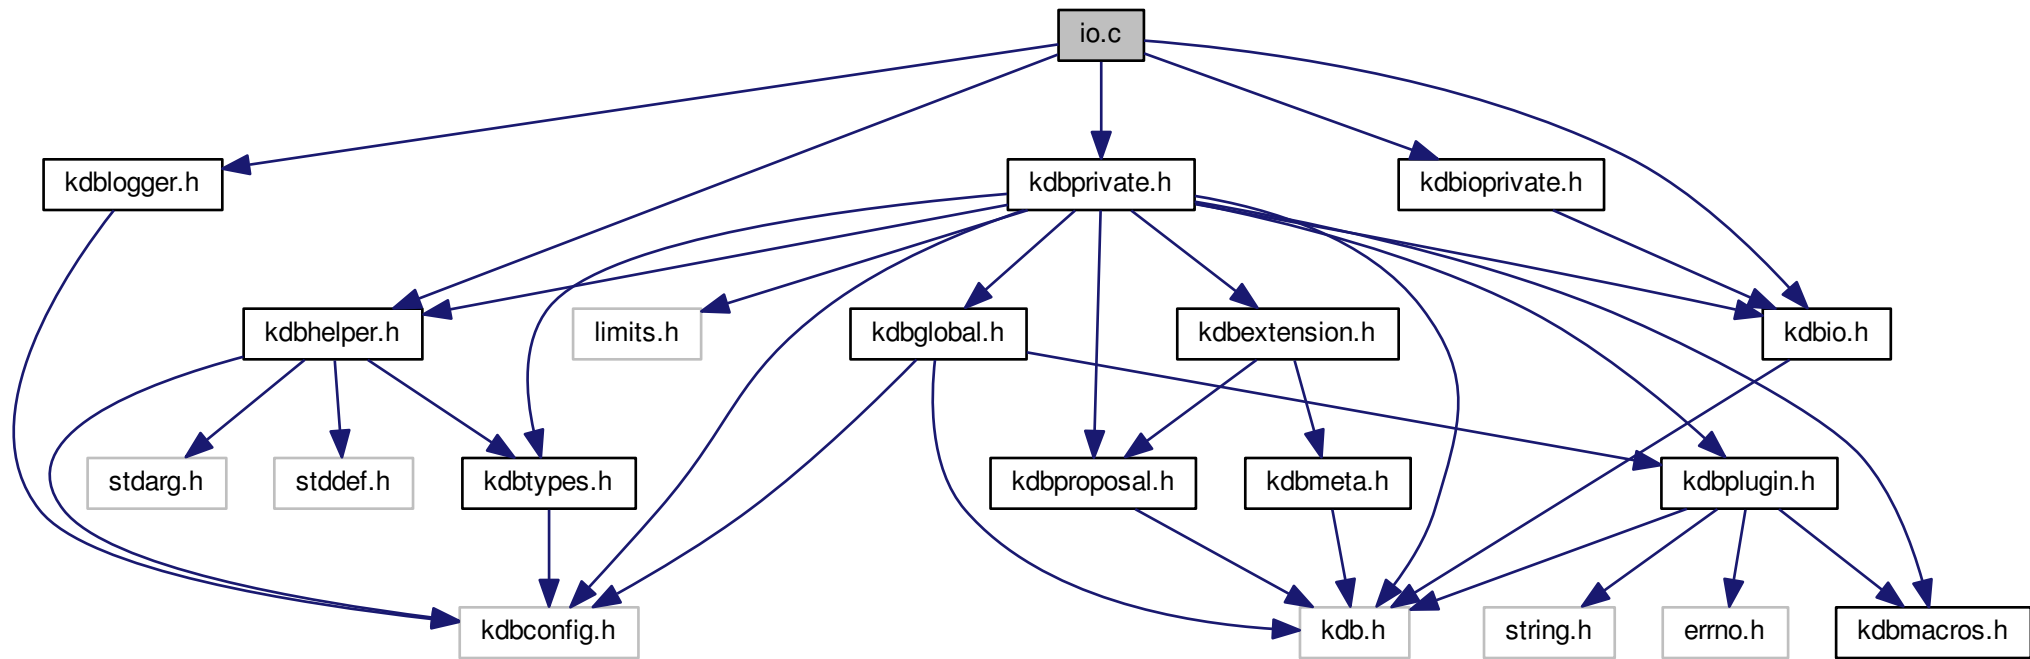 io.c
kdblogger.h
kdbprivate.h
kdbioprivate.h
kdbhelper.h
limits.h
kdbglobal.h
kdbextension.h
kdbio.h
stdarg.h
stddef.h
kdbtypes.h
kdbproposal.h
kdbmeta.h
kdbplugin.h
kdbconfig.h
kdb.h
string.h
errno.h
kdbmacros.h